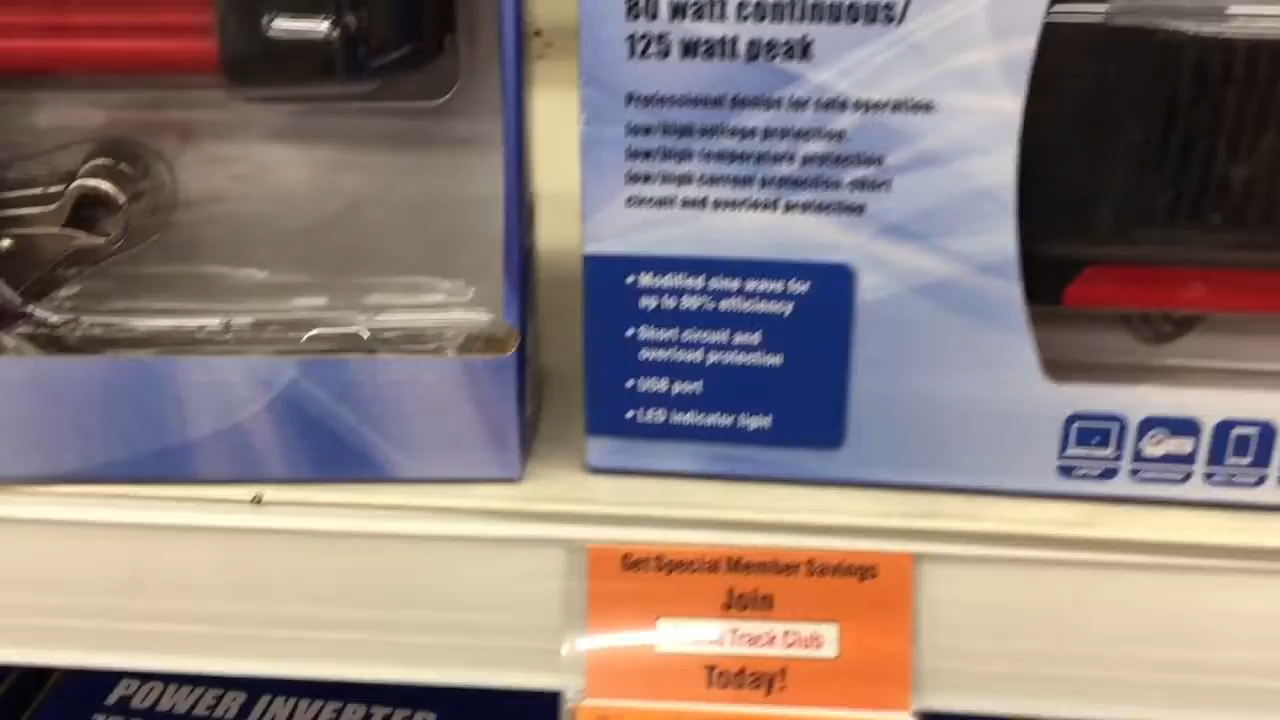 80 watt continuous/
125 watt peak
Professional design for safe operation.
low/high voltage protection
low/high temperature protection
low/high current protection short
circuit and overload protection
Modified sine wave for
up to 90% efficiency
Short circuit and
overload protection
USB port
LED indicator light
Get Special Member Savings
Join
Track Club
Today!
POWER INVERTER